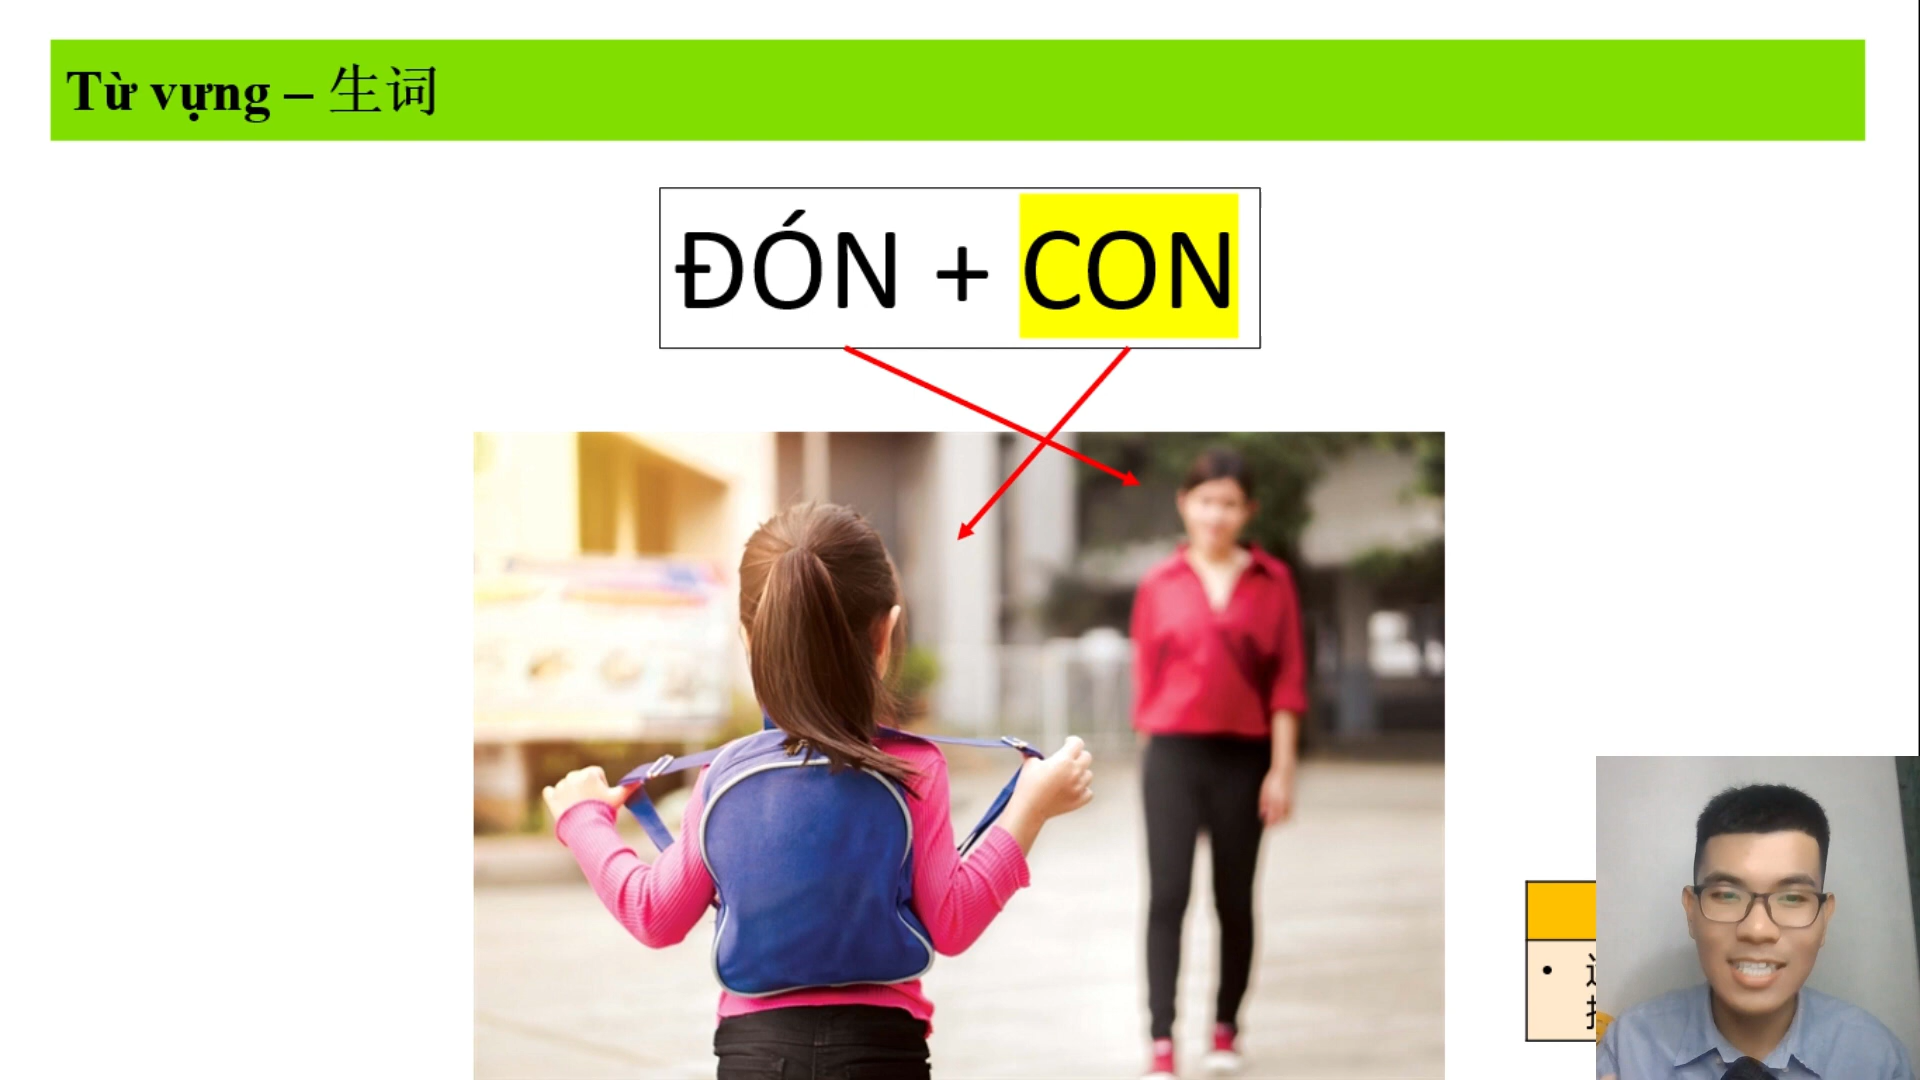 Từ vựng – 生词
ĐÓN + CON